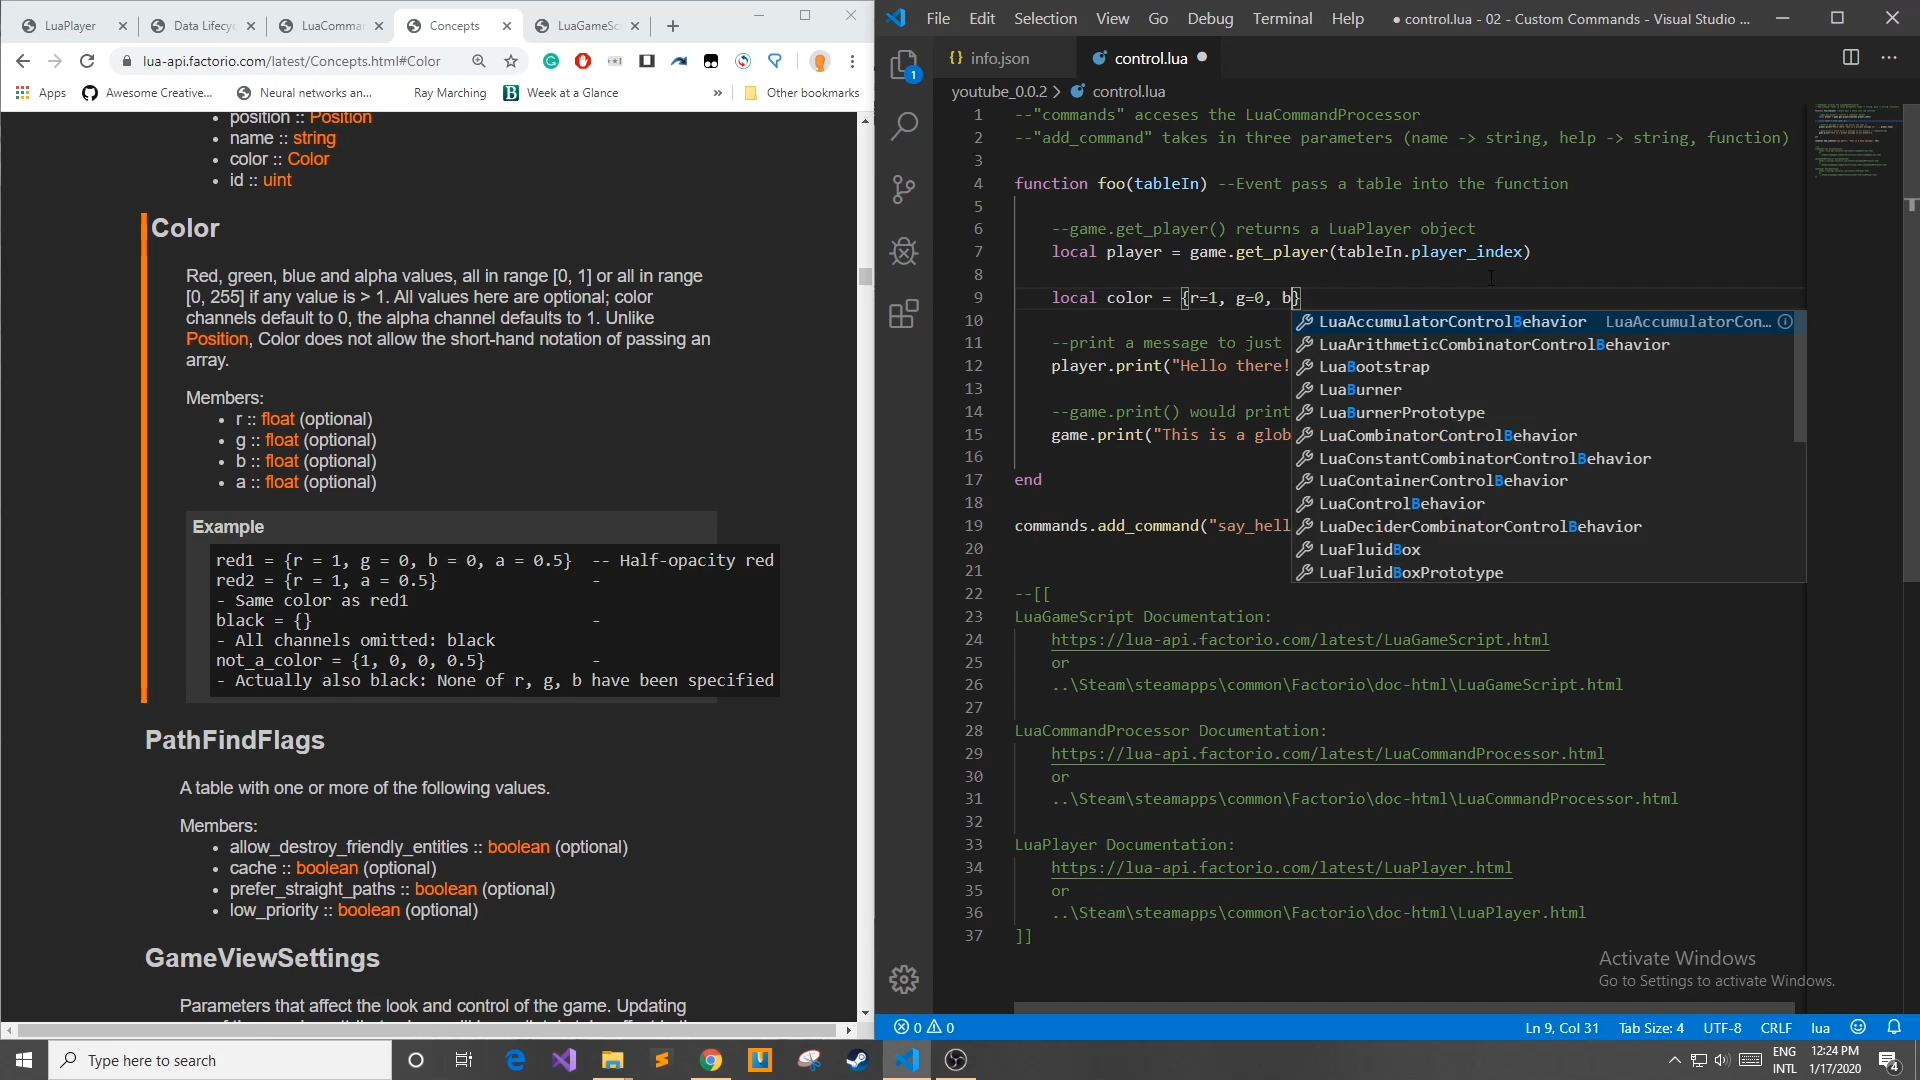 LuaPlayer
Data Lifecyc
LuaComman
Concepts
LuaGameSc
lua-api.factorio.com/latest/Concepts.html#Color
Apps
Awesome Creative...
Neural networks an...
Ray Marching
Week at a Glance
»
Other bookmarks
position :: Position
name :: string
color :: Color
id :: uint
Color
Red, green, blue and alpha values, all in range [0, 1] or all in range
[0, 255] if any value is > 1. All values here are optional; color
channels default to 0, the alpha channel defaults to 1. Unlike
Position, Color does not allow the short-hand notation of passing an
array.
Members:
r :: float (optional)
g :: float (optional)
b :: float (optional)
a :: float (optional)
Example
red1 = {r = 1, g = 0, b = 0, a = 0.5}  -- Half-opacity red
red2 = {r = 1, a = 0.5}                -
- Same color as red1
black = {}                             -
- All channels omitted: black
not_a_color = {1, 0, 0, 0.5}           -
- Actually also black: None of r, g, b have been specified
PathFindFlags
A table with one or more of the following values.
Members:
allow_destroy_friendly_entities :: boolean (optional)
cache :: boolean (optional)
prefer_straight_paths :: boolean (optional)
low_priority :: boolean (optional)
GameViewSettings
Parameters that affect the look and control of the game. Updating
File Edit Selection View Go Debug Terminal Help
● control.lua - 02 - Custom Commands - Visual Studio ...
{} info.json
control.lua
youtube_0.0.2 > control.lua
1
1 --"commands" acceses the LuaCommandProcessor
2 --"add_command" takes in three parameters (name -> string, help -> string, function)
3
4 function foo(tableIn) --Event pass a table into the function
5
6 --game.get_player() returns a LuaPlayer object
7 local player = game.get_player(tableIn.player_index)
8
9 local color = {r=1, g=0, b}
10
11 --print a message to just
12 player.print("Hello there!
13
14 --game.print() would print
15 game.print("This is a glob
16
17 end
18
19 commands.add_command("say_hell
20
21
22 --[[
23 LuaGameScript Documentation:
24 https://lua-api.factorio.com/latest/LuaGameScript.html
25 or
26 ..\Steam\steamapps\common\Factorio\doc-html\LuaGameScript.html
27
28 LuaCommandProcessor Documentation:
29 https://lua-api.factorio.com/latest/LuaCommandProcessor.html
30 or
31 ..\Steam\steamapps\common\Factorio\doc-html\LuaCommandProcessor.html
32
33 LuaPlayer Documentation:
34 https://lua-api.factorio.com/latest/LuaPlayer.html
35 or
36 ..\Steam\steamapps\common\Factorio\doc-html\LuaPlayer.html
37 ]]
LuaAccumulatorControlBehavior LuaAccumulatorCon...
LuaArithmeticCombinatorControlBehavior
LuaBootstrap
LuaBurner
LuaBurnerPrototype
LuaCombinatorControlBehavior
LuaConstantCombinatorControlBehavior
LuaContainerControlBehavior
LuaControlBehavior
LuaDeciderCombinatorControlBehavior
LuaFluidBox
LuaFluidBoxPrototype
Activate Windows
Go to Settings to activate Windows.
0 0
Ln 9, Col 31
Tab Size: 4
UTF-8
CRLF
lua
Type here to search
ENG
INTL
12:24 PM
1/17/2020
4